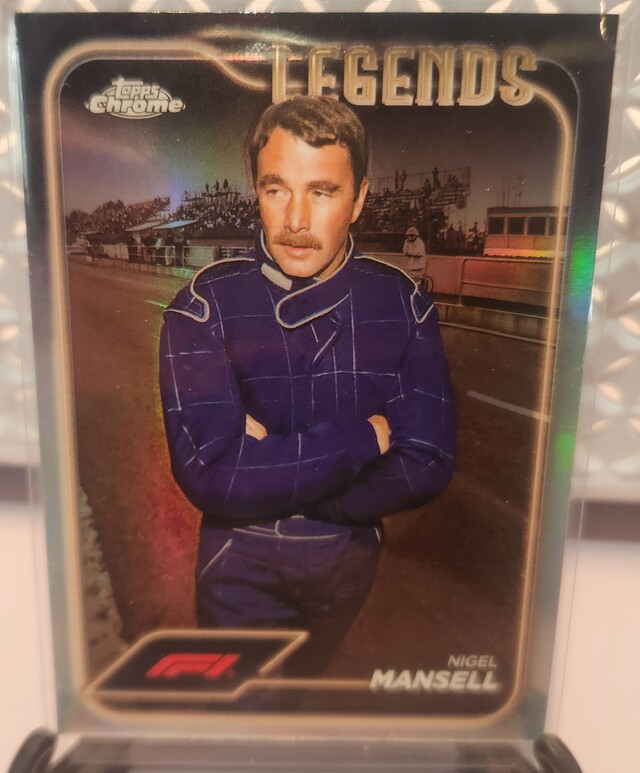 LEGENDS
Topps
Chrome
F1
NIGEL
MANSELL